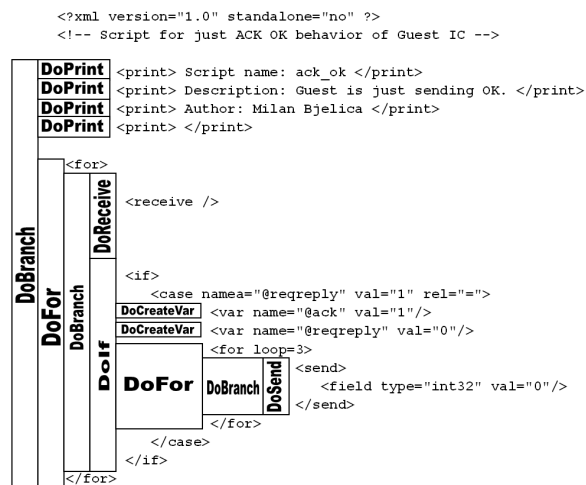 <?xml version="1.0" standalone="no" ?>
<!-- Script for just ACK OK behavior of Guest IC -->
DoPrint <print> Script name: ack_ok </print>
DoPrint <print> Description: Guest is just sending OK. </print>
DoPrint <print> Author: Milan Bjelica </print>
DoPrint <print> </print>
<for>
DoBranch
DoFor
DoBranch
DoReceive
<receive />
DoIf
<if>
<case namea="@reqreply" val="1" rel="=">
DoCreateVar <var name="@ack" val="1"/>
DoCreateVar <var name="@reqreply" val="0"/>
<for loop=3>
DoFor
DoBranch
DoSend
<send>
<field type="int32" val="0"/>
</send>
</for>
</case>
</if>
</for>